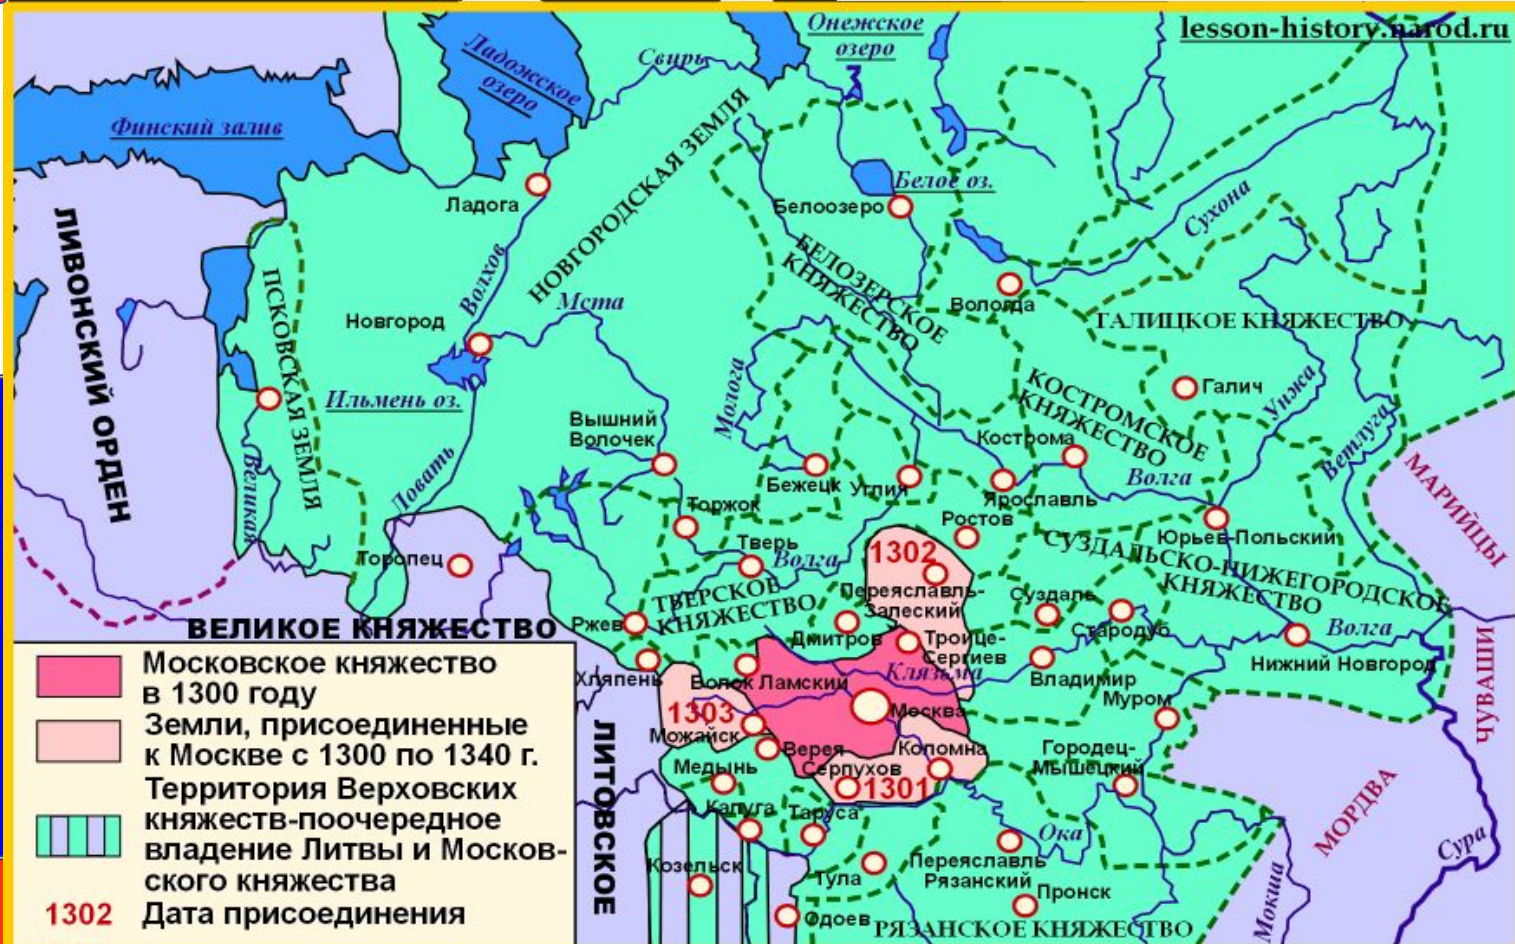 lesson-history.narod.ru
Онежское
озеро
Ладожское
озеро
Свирь
Финский залив
Ладога
НОВГОРОДСКАЯ ЗЕМЛЯ
Белое оз.
Белоозеро
Сухона
ЛИВОНСКИЙ ОРДЕН
ПСКОВСКАЯ ЗЕМЛЯ
Волхов
Мста
БЕЛОЗЕРСКОЕ
КНЯЖЕСТВО
Вологда
ГАЛИЦКОЕ КНЯЖЕСТВО
Новгород
Ильмень оз.
Молога
КОСТРОМСКОЕ
КНЯЖЕСТВО
Галич
Унжа
Ветлуга
Вышний
Волочек
Кострома
Волга
Бежецк
Углич
Ярославль
МАРИЙЦЫ
Великая
Ловать
Торжок
Ростов
Юрьев-Польский
СУЗДАЛЬСКО-НИЖЕГОРОДСКОЕ
КНЯЖЕСТВО
Торопец
Тверь
Волга
1302
Переяславль-
Залеский
ТВЕРСКОЕ
КНЯЖЕСТВО
Суздаль
Стародуб
Ржев
Дмитров
Троице-
Сергиев
Волга
Нижний Новгород
ВЕЛИКОЕ КНЯЖЕСТВО
ЛИТОВСКОЕ
Хляпень
Волок Ламский
Клязьма
Владимир
Муром
ЧУВАШИ
1303
Можайск
Москва
Верея
Коломна
Городец-
Мышецкий
Медынь
Серпухов
1301
МОРДВА
Калуга
Таруса
Ока
Сура
Козельск
Тула
Переяславль
Рязанский
Пронск
Мокша
Одоев
РЯЗАНСКОЕ КНЯЖЕСТВО
Московское княжество
в 1300 году
Земли, присоединенные
к Москве с 1300 по 1340 г.
Территория Верховских
княжеств-поочередное
владение Литвы и Москов-
ского княжества
1302 Дата присоединения